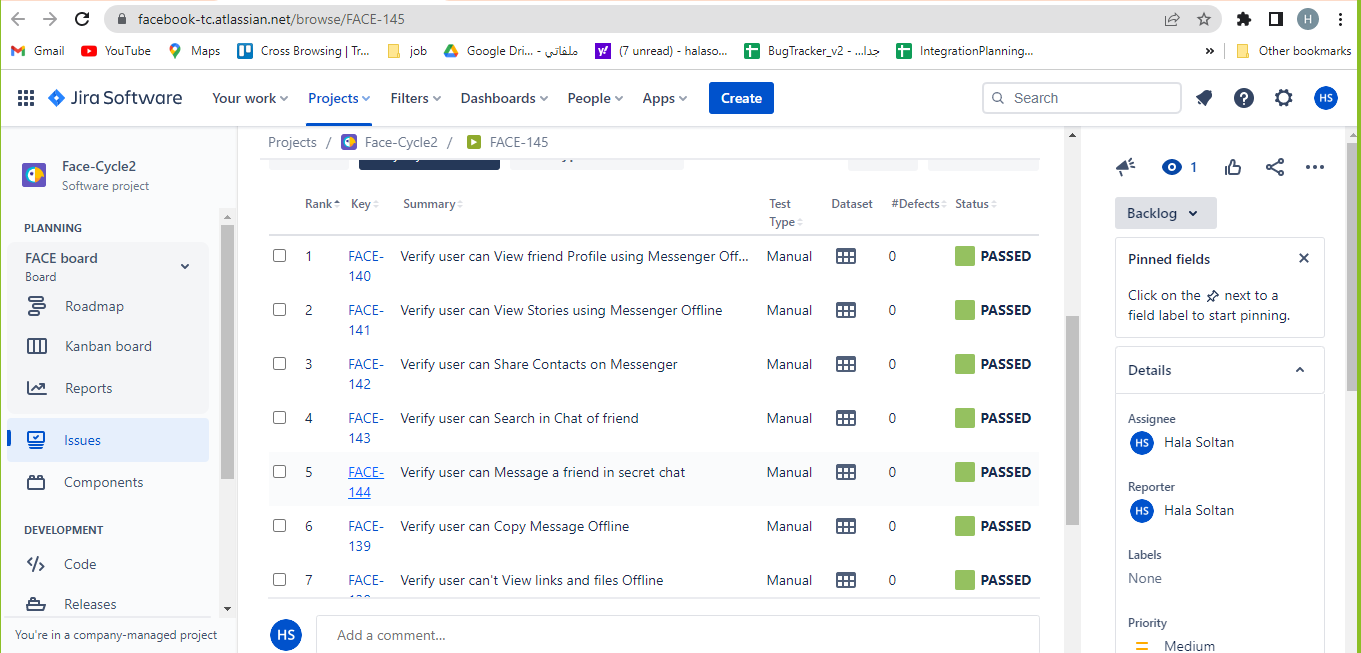 facebook-tc.atlassian.net/browse/FACE-145
H
Gmail YouTube Maps Cross Browsing | Tr... job Google Dri... - ملفاتي (7 unread) - halaso... BugTracker_v2 - ...جدا IntegrationPlanning... » Other bookmarks
Jira Software Your work Projects Filters Dashboards People Apps Create Search HS
Face-Cycle2
Software project
PLANNING
FACE board
Board
Roadmap
Kanban board
Reports
Issues
Components
DEVELOPMENT
Code
Releases
You're in a company-managed project
Projects / Face-Cycle2 / FACE-145
Rank Key Summary Test Type Dataset #Defects Status
1 FACE-140 Verify user can View friend Profile using Messenger Off... Manual 0 PASSED
2 FACE-141 Verify user can View Stories using Messenger Offline Manual 0 PASSED
3 FACE-142 Verify user can Share Contacts on Messenger Manual 0 PASSED
4 FACE-143 Verify user can Search in Chat of friend Manual 0 PASSED
5 FACE-144 Verify user can Message a friend in secret chat Manual 0 PASSED
6 FACE-139 Verify user can Copy Message Offline Manual 0 PASSED
7 FACE- Verify user can't View links and files Offline Manual 0 PASSED
HS Add a comment...
1
Backlog
Pinned fields
Click on the next to a
field label to start pinning.
Details
Assignee
HS Hala Soltan
Reporter
HS Hala Soltan
Labels
None
Priority
Medium